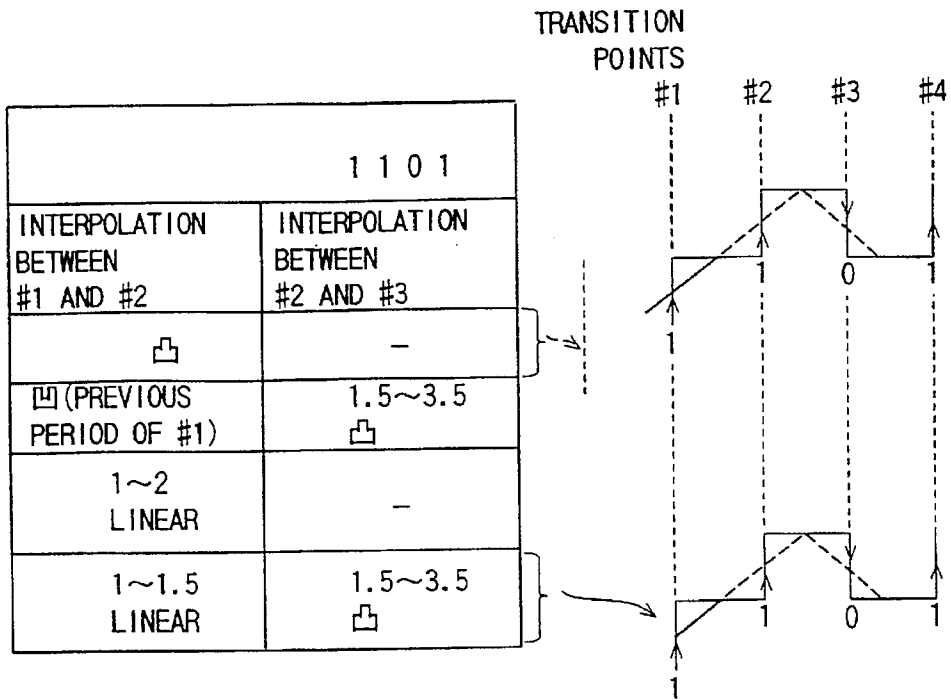 TRANSITION
POINTS
#1 #2 #3 #4
1 1 0 1
INTERPOLATION
BETWEEN
#1 AND #2
INTERPOLATION
BETWEEN
#2 AND #3
凸
–
凹(PREVIOUS
PERIOD OF #1)
1.5~3.5
凸
1~2
LINEAR
–
1~1.5
LINEAR
1.5~3.5
凸
1 0 1
1
1 0 1
1